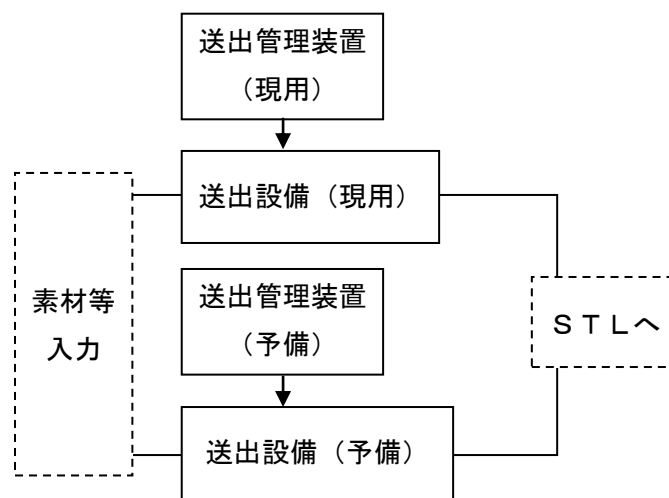 送出管理装置
（現用）
送出設備（現用）
素材等
入力
送出管理装置
（予備）
ＳＴＬへ
送出設備（予備）